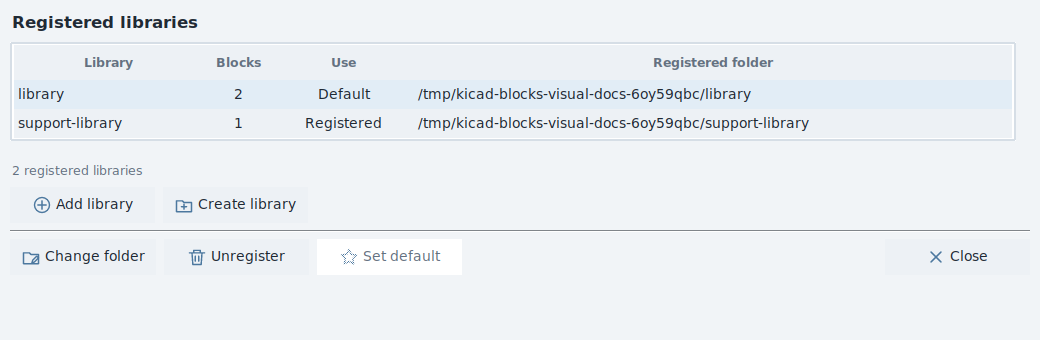 Registered libraries
Library Blocks Use Registered folder
library 2 Default /tmp/kicad-blocks-visual-docs-6oy59qbc/library
support-library 1 Registered /tmp/kicad-blocks-visual-docs-6oy59qbc/support-library
2 registered libraries
Add library Create library
Change folder Unregister Set default Close